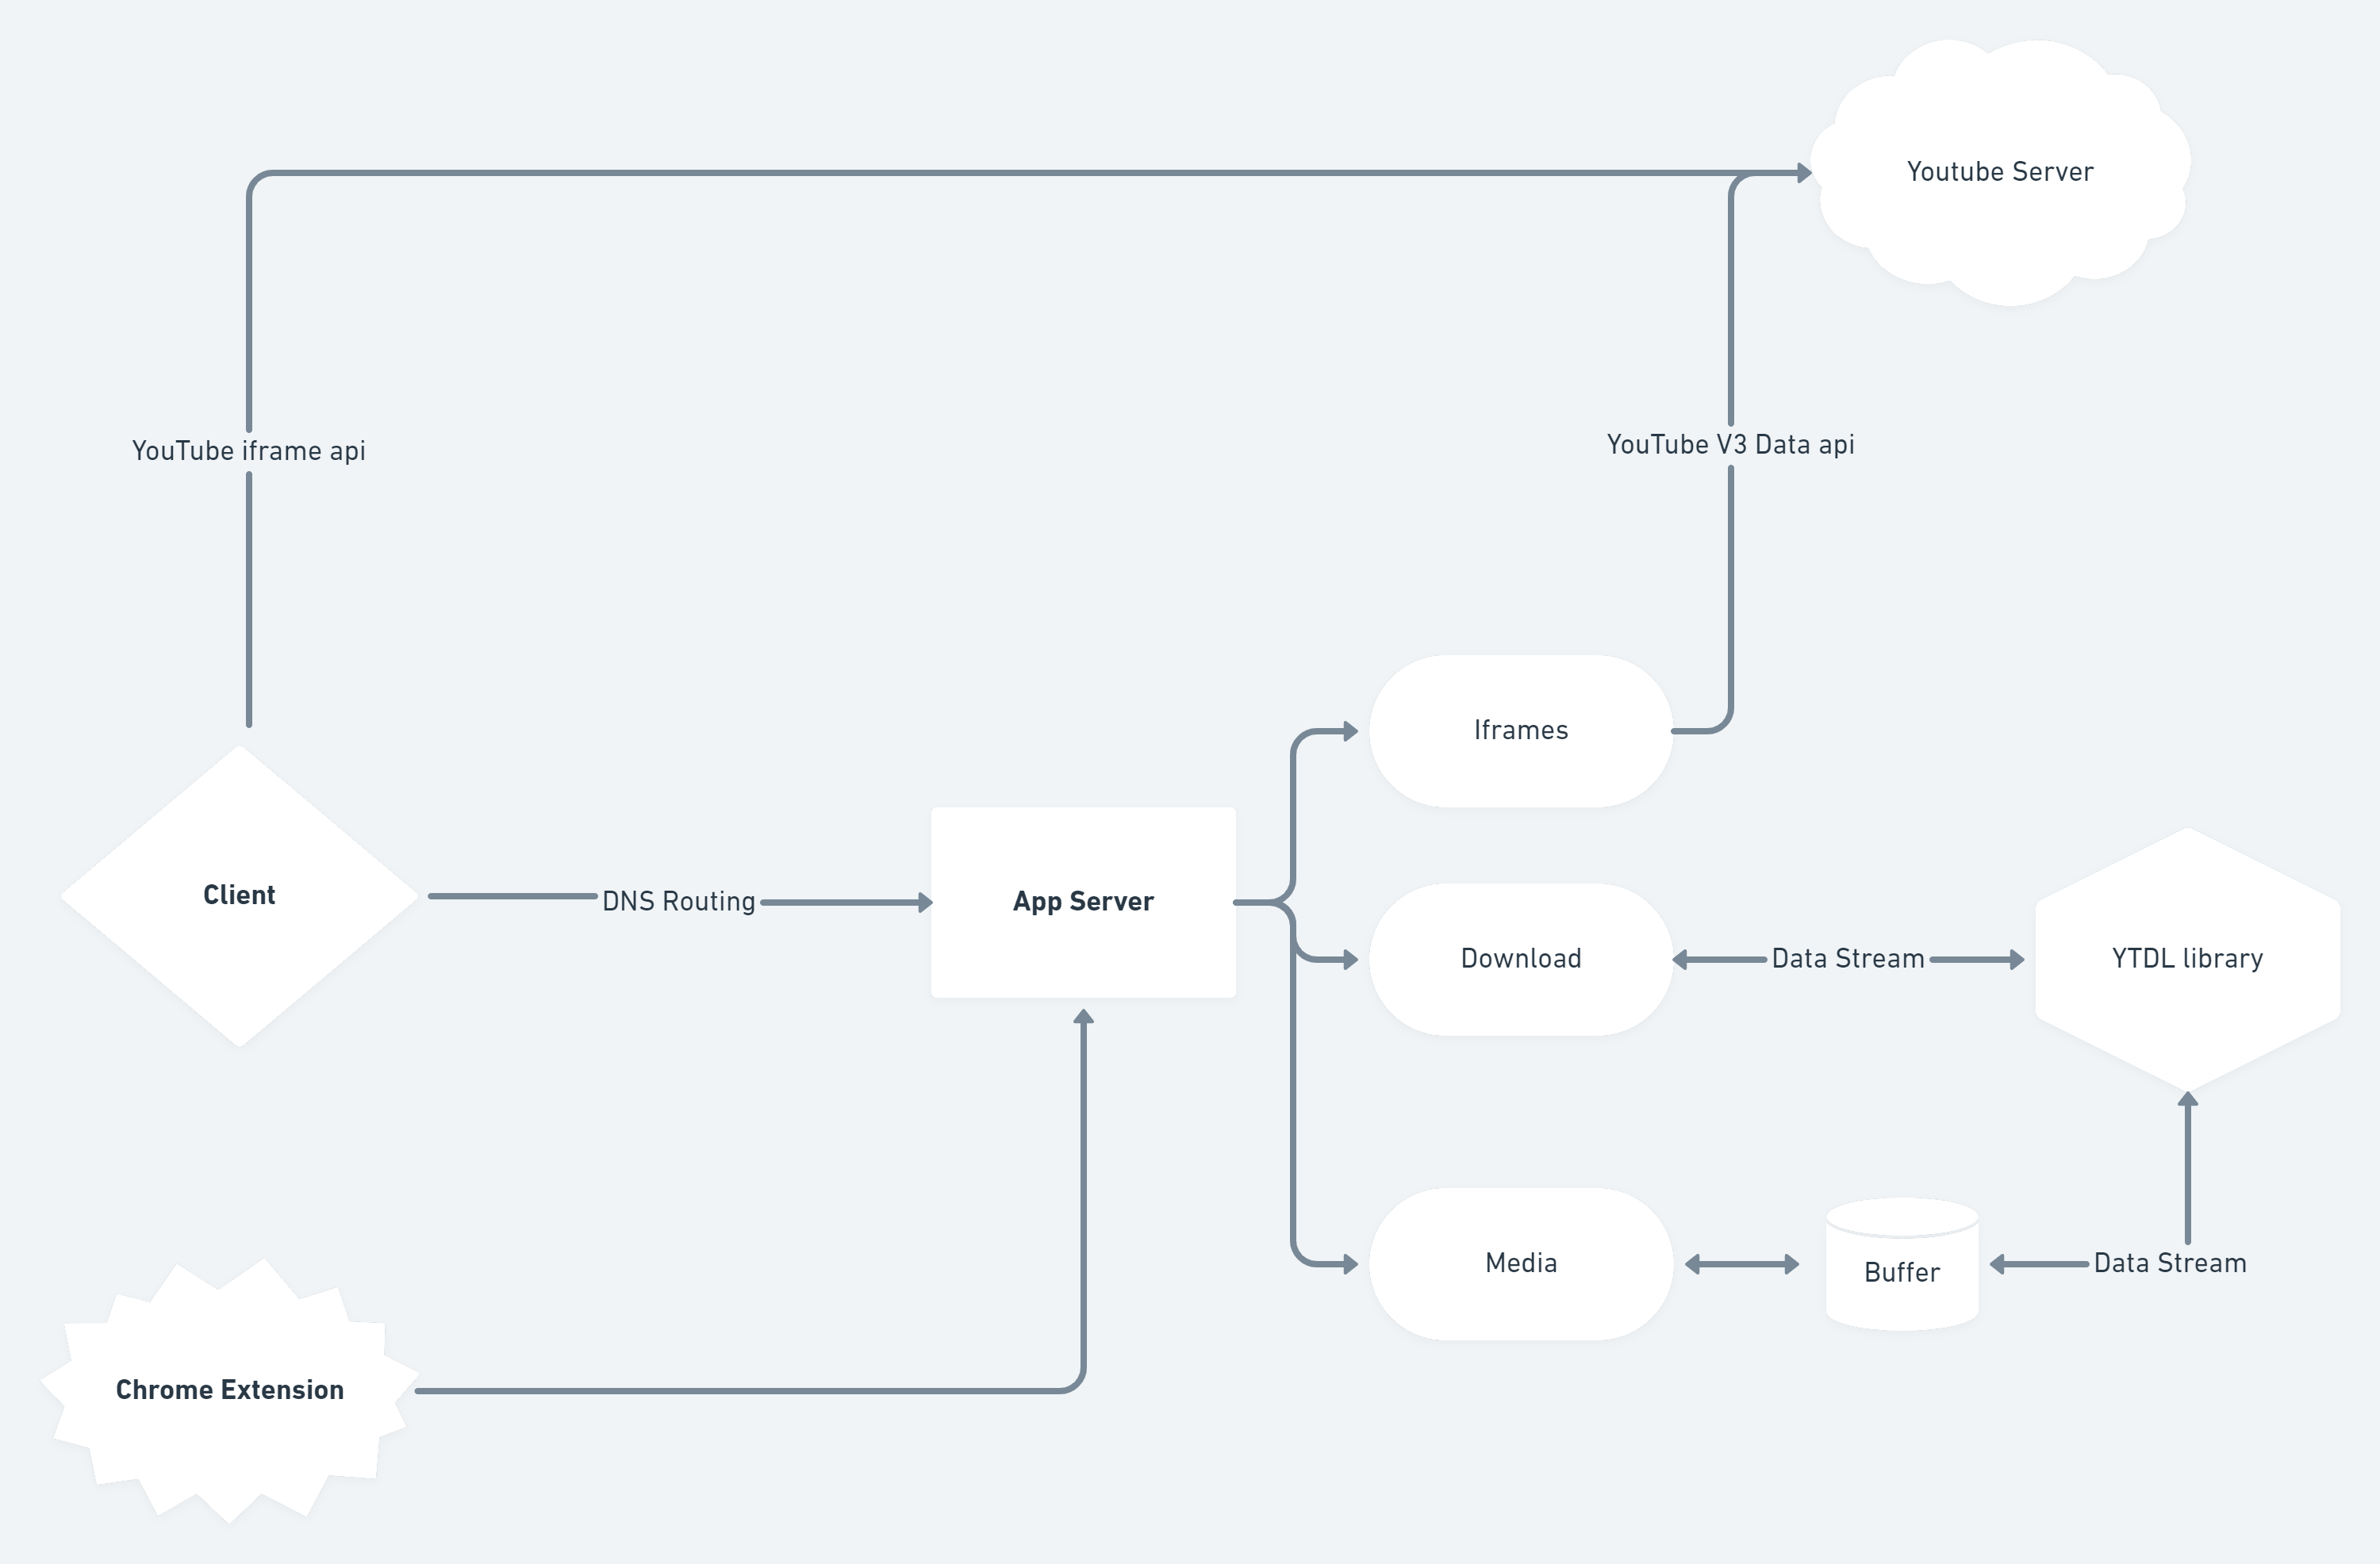 Youtube Server
YouTube iframe api
YouTube V3 Data api
Iframes
Client
DNS Routing
App Server
Download
Data Stream
YTDL library
Media
Buffer
Data Stream
Chrome Extension